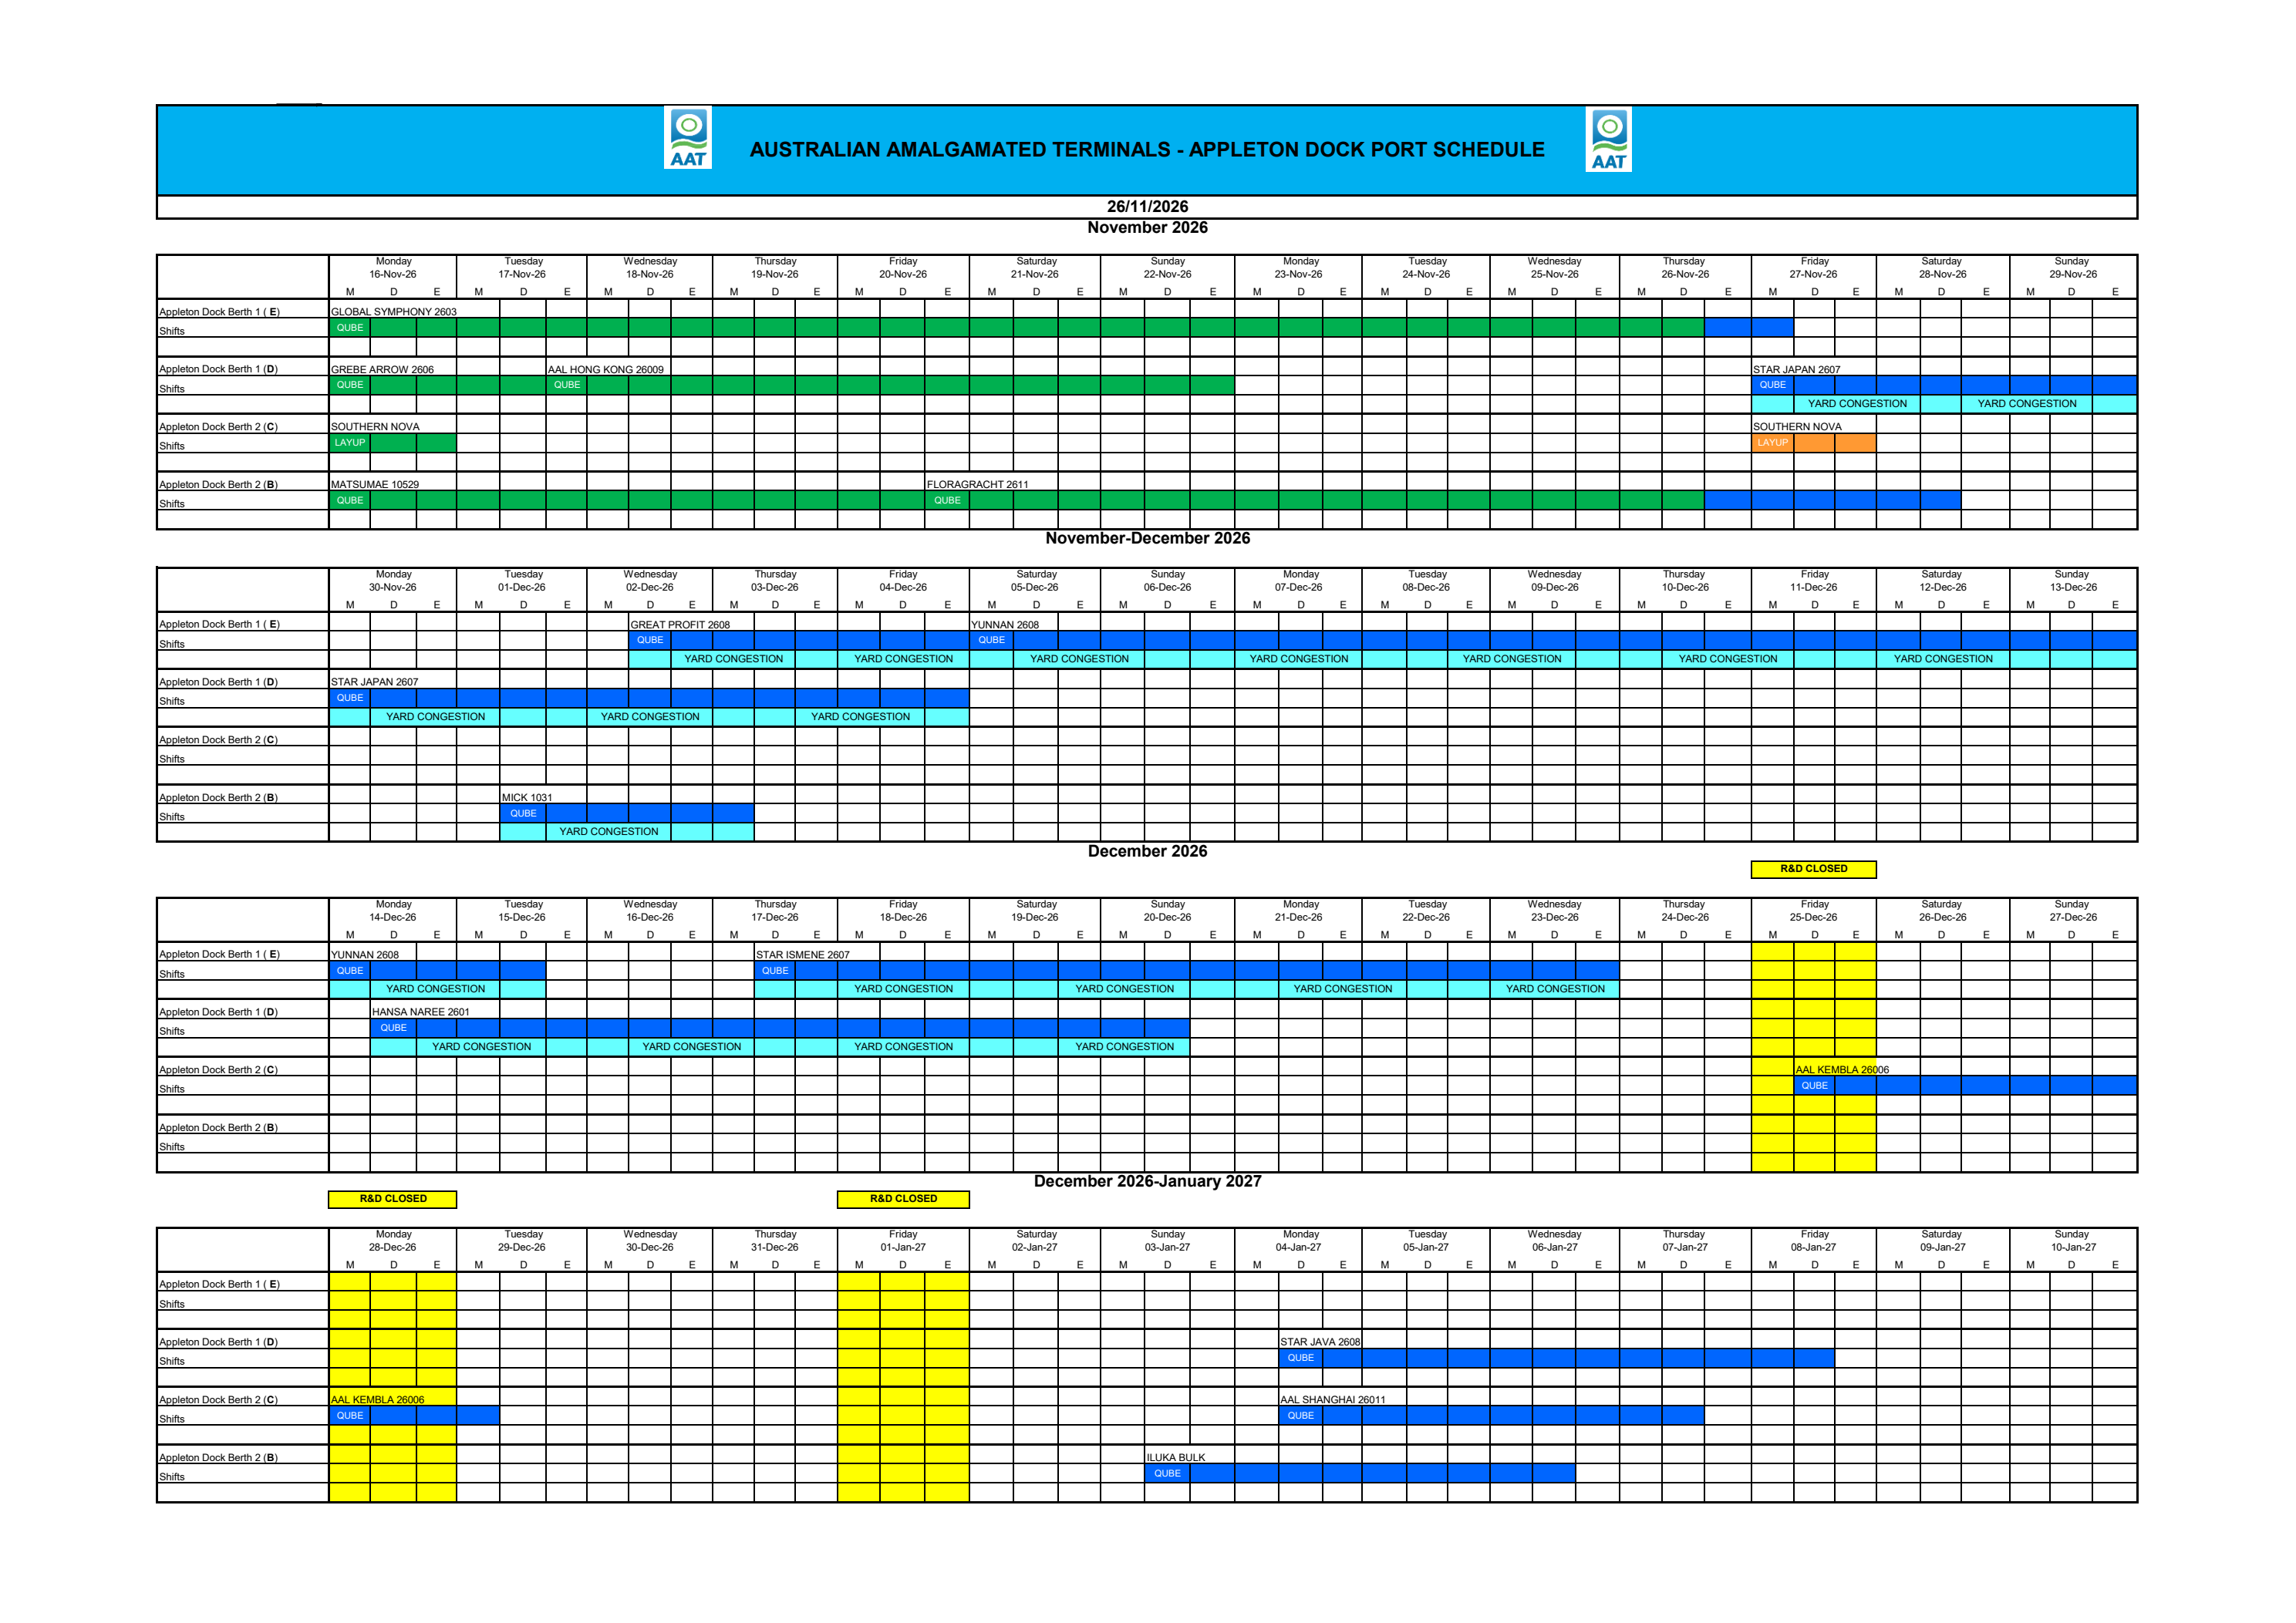 AAT
AUSTRALIAN AMALGAMATED TERMINALS - APPLETON DOCK PORT SCHEDULE
AAT
26/11/2026
November 2026
Monday Tuesday Wednesday Thursday Friday Saturday Sunday Monday Tuesday Wednesday Thursday Friday Saturday Sunday
16-Nov-26 17-Nov-26 18-Nov-26 19-Nov-26 20-Nov-26 21-Nov-26 22-Nov-26 23-Nov-26 24-Nov-26 25-Nov-26 26-Nov-26 27-Nov-26 28-Nov-26 29-Nov-26
M D E M D E M D E M D E M D E M D E M D E M D E M D E M D E M D E M D E M D E M D E
Appleton Dock Berth 1 ( E) GLOBAL SYMPHONY 2603
Shifts QUBE
Appleton Dock Berth 1 (D) GREBE ARROW 2606 AAL HONG KONG 26009 STAR JAPAN 2607
Shifts QUBE QUBE QUBE
YARD CONGESTION YARD CONGESTION
Appleton Dock Berth 2 (C) SOUTHERN NOVA SOUTHERN NOVA
Shifts LAYUP LAYUP
Appleton Dock Berth 2 (B) MATSUMAE 10529 FLORAGRACHT 2611
Shifts QUBE QUBE
November-December 2026
Monday Tuesday Wednesday Thursday Friday Saturday Sunday Monday Tuesday Wednesday Thursday Friday Saturday Sunday
30-Nov-26 01-Dec-26 02-Dec-26 03-Dec-26 04-Dec-26 05-Dec-26 06-Dec-26 07-Dec-26 08-Dec-26 09-Dec-26 10-Dec-26 11-Dec-26 12-Dec-26 13-Dec-26
M D E M D E M D E M D E M D E M D E M D E M D E M D E M D E M D E M D E M D E M D E
Appleton Dock Berth 1 ( E) GREAT PROFIT 2608 YUNNAN 2608
Shifts QUBE QUBE
YARD CONGESTION YARD CONGESTION YARD CONGESTION YARD CONGESTION YARD CONGESTION YARD CONGESTION YARD CONGESTION
Appleton Dock Berth 1 (D) STAR JAPAN 2607
Shifts QUBE
YARD CONGESTION YARD CONGESTION YARD CONGESTION
Appleton Dock Berth 2 (C)
Shifts
Appleton Dock Berth 2 (B) MICK 1031
Shifts QUBE
YARD CONGESTION
December 2026
R&D CLOSED
Monday Tuesday Wednesday Thursday Friday Saturday Sunday Monday Tuesday Wednesday Thursday Friday Saturday Sunday
14-Dec-26 15-Dec-26 16-Dec-26 17-Dec-26 18-Dec-26 19-Dec-26 20-Dec-26 21-Dec-26 22-Dec-26 23-Dec-26 24-Dec-26 25-Dec-26 26-Dec-26 27-Dec-26
M D E M D E M D E M D E M D E M D E M D E M D E M D E M D E M D E M D E M D E M D E
Appleton Dock Berth 1 ( E) YUNNAN 2608 STAR ISMENE 2607
Shifts QUBE QUBE
YARD CONGESTION YARD CONGESTION YARD CONGESTION YARD CONGESTION YARD CONGESTION
Appleton Dock Berth 1 (D) HANSA NAREE 2601
Shifts QUBE
YARD CONGESTION YARD CONGESTION YARD CONGESTION YARD CONGESTION
Appleton Dock Berth 2 (C) AAL KEMBLA 26006
Shifts QUBE
Appleton Dock Berth 2 (B)
Shifts
December 2026-January 2027
R&D CLOSED R&D CLOSED
Monday Tuesday Wednesday Thursday Friday Saturday Sunday Monday Tuesday Wednesday Thursday Friday Saturday Sunday
28-Dec-26 29-Dec-26 30-Dec-26 31-Dec-26 01-Jan-27 02-Jan-27 03-Jan-27 04-Jan-27 05-Jan-27 06-Jan-27 07-Jan-27 08-Jan-27 09-Jan-27 10-Jan-27
M D E M D E M D E M D E M D E M D E M D E M D E M D E M D E M D E M D E M D E M D E
Appleton Dock Berth 1 ( E)
Shifts
Appleton Dock Berth 1 (D) STAR JAVA 2608
Shifts QUBE
Appleton Dock Berth 2 (C) AAL KEMBLA 26006 AAL SHANGHAI 26011
Shifts QUBE QUBE
Appleton Dock Berth 2 (B) ILUKA BULK
Shifts QUBE